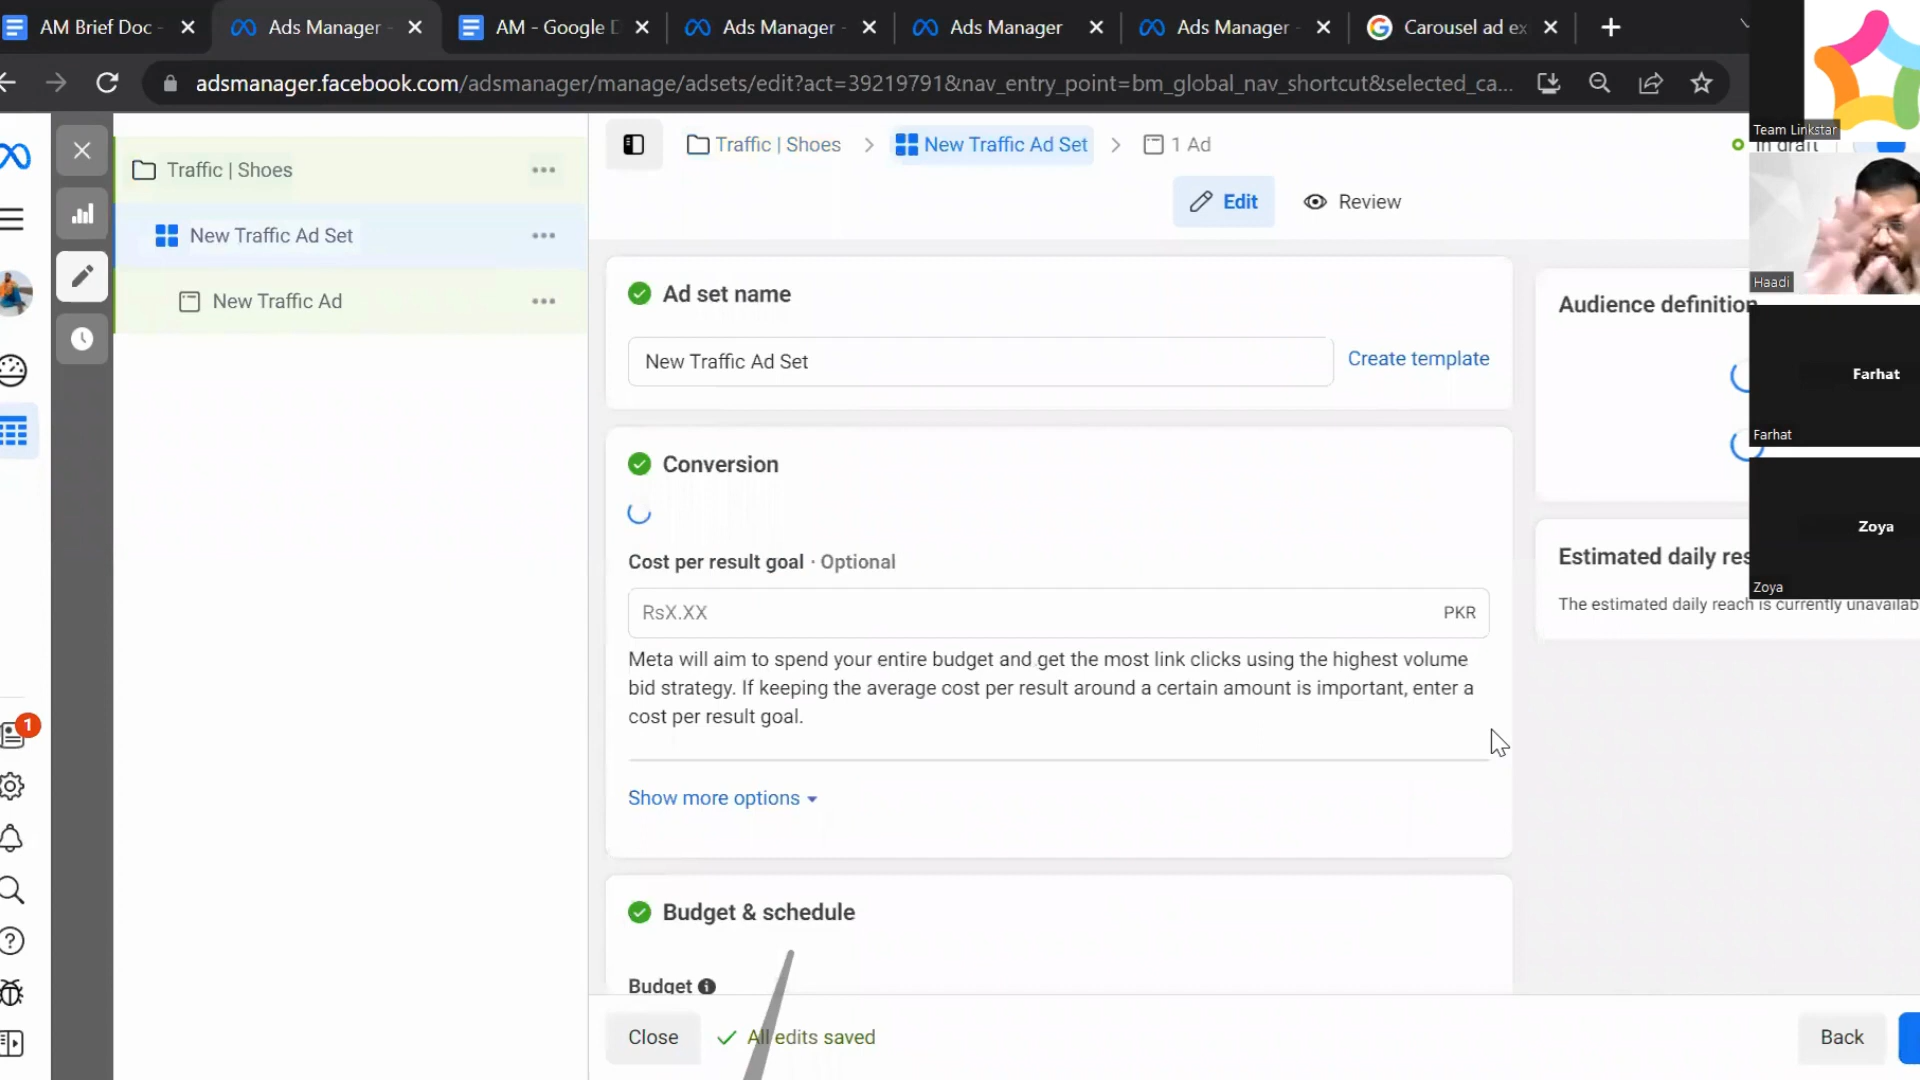 AM Brief Doc -
Ads Manager -
AM - Google D
Ads Manager -
Ads Manager
Ads Manager -
Carousel ad ex
adsmanager.facebook.com/adsmanager/manage/adsets/edit?act=39219791&nav_entry_point=bm_global_nav_shortcut&selected_ca...
Team Linkstar
Traffic | Shoes
New Traffic Ad Set
New Traffic Ad
Traffic | Shoes
New Traffic Ad Set
1 Ad
In draft
Edit
Review
Haadi
Ad set name
New Traffic Ad Set
Create template
Audience definition
Farhat
Farhat
Conversion
Cost per result goal · Optional
RsX.XX
PKR
Meta will aim to spend your entire budget and get the most link clicks using the highest volume
bid strategy. If keeping the average cost per result around a certain amount is important, enter a
cost per result goal.
Show more options
Zoya
Zoya
Estimated daily res
The estimated daily reach is currently unavailab
Budget & schedule
Budget
1
Close
All edits saved
Back